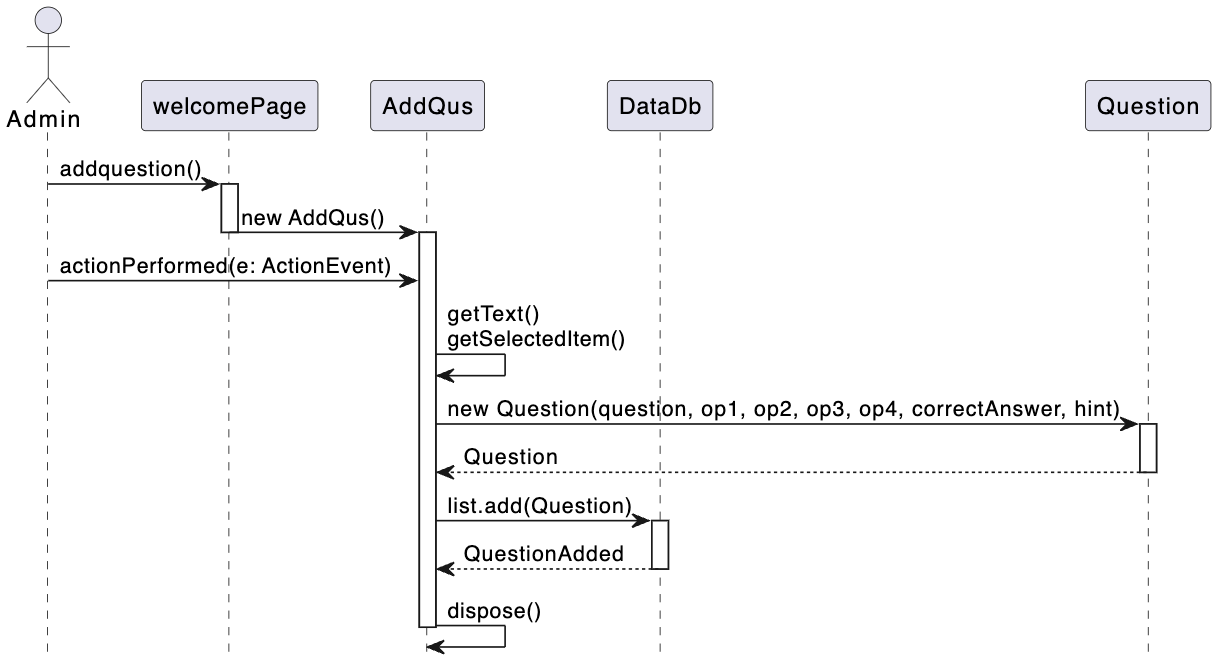 Admin
welcomePage
AddQus
DataDb
Question
addquestion()
new AddQus()
actionPerformed(e: ActionEvent)
getText()
getSelectedItem()
new Question(question, op1, op2, op3, op4, correctAnswer, hint)
Question
list.add(Question)
QuestionAdded
dispose()